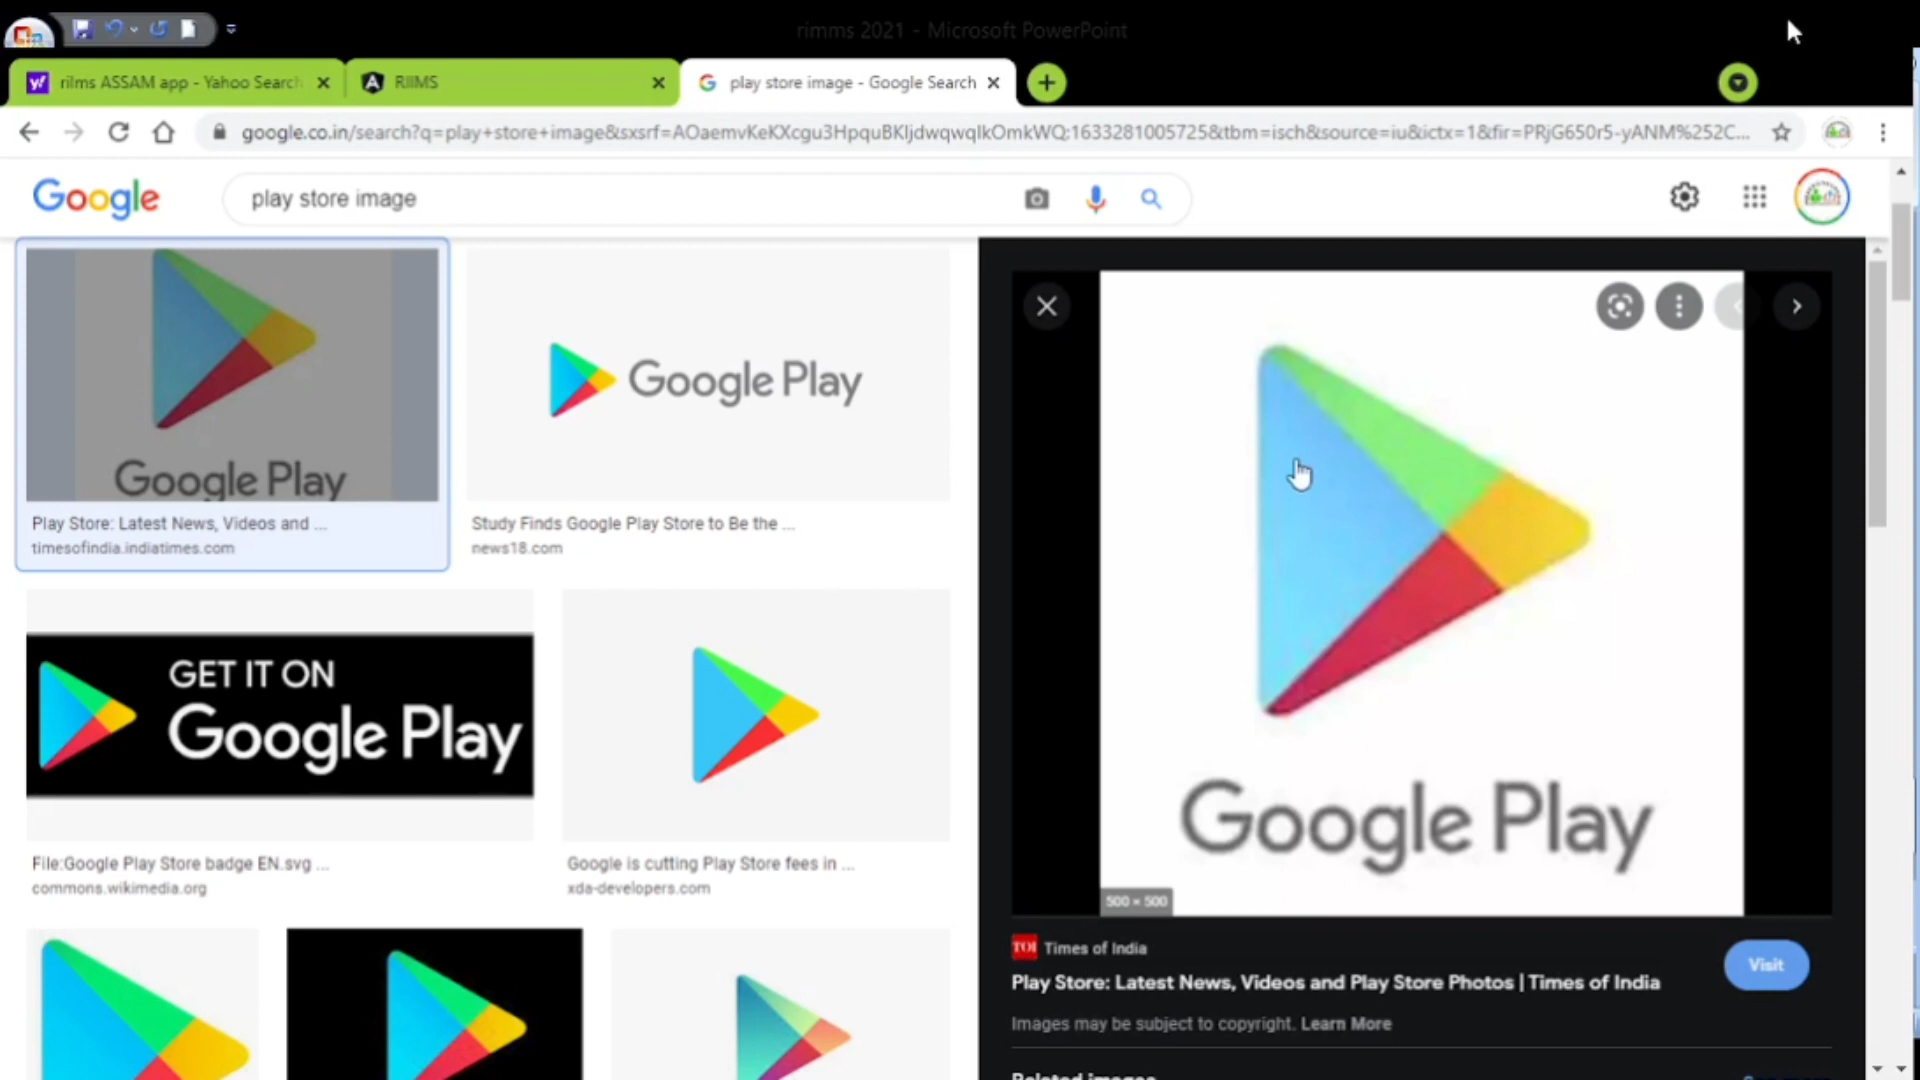 rimms 2021 - Microsoft PowerPoint
rilms ASSAM app - Yahoo Search
RIIMS
play store image - Google Search
google.co.in/search?q=play+store+image&sxsrf=AOaemvKeKXcgu3HpquBKIjdwqwqIkOmkWQ:1633281005725&tbm=isch&source=iu&ictx=1&fir=PRjG650r5-yANM%252C...
Google
play store image
Google Play
Play Store: Latest News, Videos and ...
timesofindia.indiatimes.com
Google Play
Study Finds Google Play Store to Be the ...
news18.com
GET IT ON
Google Play
File:Google Play Store badge EN.svg ...
commons.wikimedia.org
Google is cutting Play Store fees in ...
xda-developers.com
Google Play
500 × 500
TOI Times of India
Play Store: Latest News, Videos and Play Store Photos | Times of India
Visit
Images may be subject to copyright. Learn More
Related images